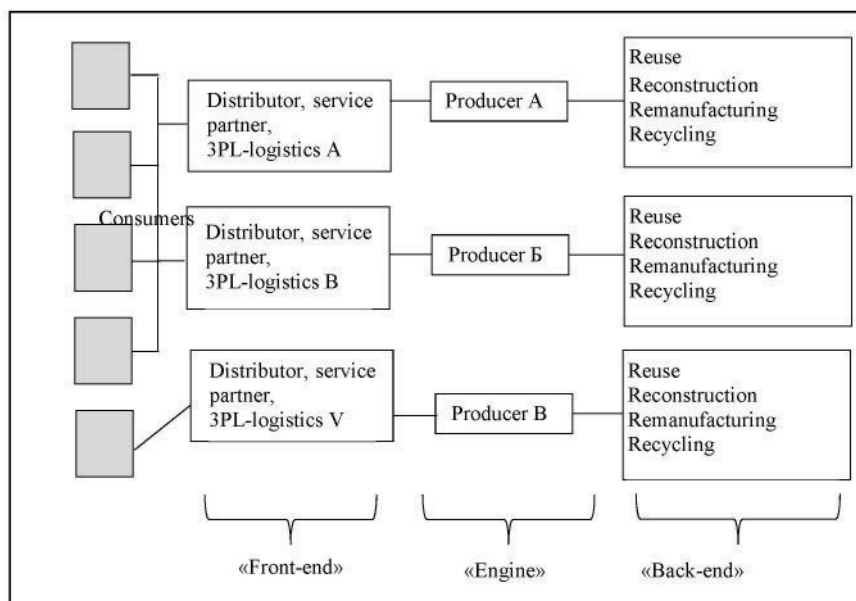 Consumers
Distributor, service
partner,
3PL-logistics A
Producer A
Reuse
Reconstruction
Remanufacturing
Recycling
Distributor, service
partner,
3PL-logistics B
Producer Б
Reuse
Reconstruction
Remanufacturing
Recycling
Distributor, service
partner,
3PL-logistics V
Producer В
Reuse
Reconstruction
Remanufacturing
Recycling
«Front-end»
«Engine»
«Back-end»